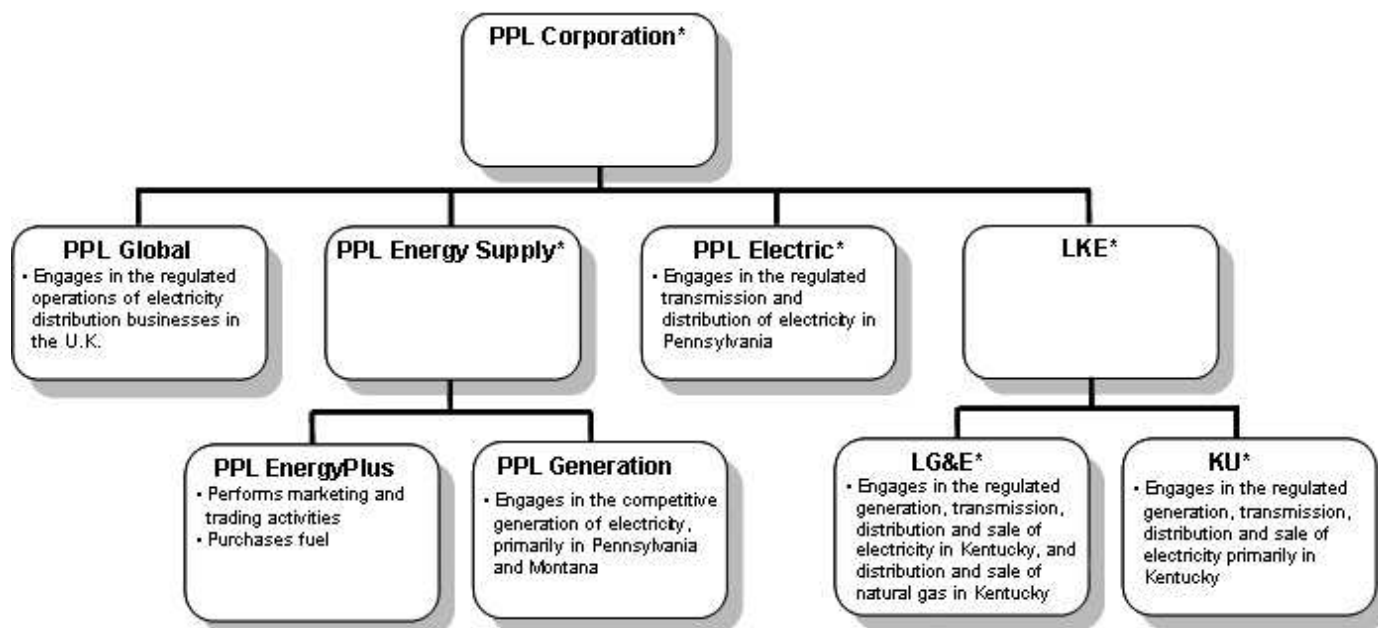 PPL Corporation*
PPL Global
• Engages in the regulated
operations of electricity
distribution businesses in
the U.K.
PPL Energy Supply*
PPL Electric*
• Engages in the regulated
transmission and
distribution of electricity in
Pennsylvania
LKE*
PPL EnergyPlus
• Performs marketing and
trading activities
• Purchases fuel
PPL Generation
• Engages in the competitive
generation of electricity,
primarily in Pennsylvania
and Montana
LG&E*
• Engages in the regulated
generation, transmission,
distribution and sale of
electricity in Kentucky, and
distribution and sale of
natural gas in Kentucky
KU*
• Engages in the regulated
generation, transmission,
distribution and sale of
electricity primarily in
Kentucky